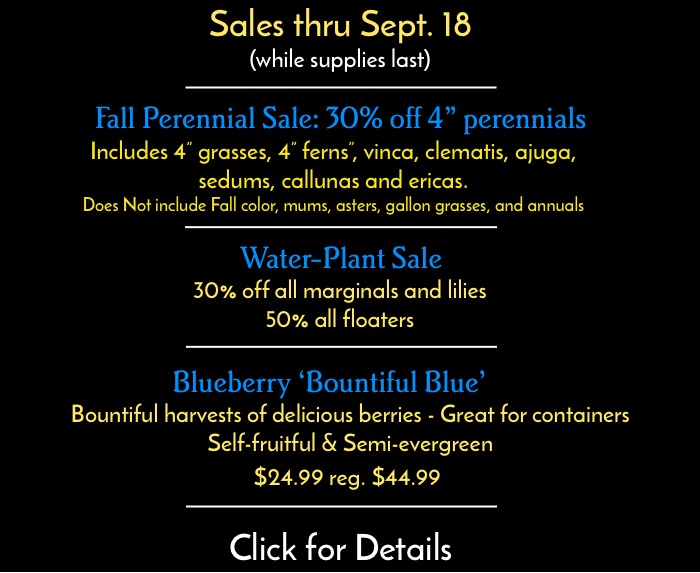 Sales thru Sept. 18
(while supplies last)
Fall Perennial Sale: 30% off 4” perennials
Includes 4” grasses, 4” ferns”, vinca, clematis, ajuga,
sedums, callunas and ericas.
Does Not include Fall color, mums, asters, gallon grasses, and annuals
Water-Plant Sale
30% off all marginals and lilies
50% all floaters
Blueberry ‘Bountiful Blue’
Bountiful harvests of delicious berries - Great for containers
Self-fruitful & Semi-evergreen
$24.99 reg. $44.99
Click for Details